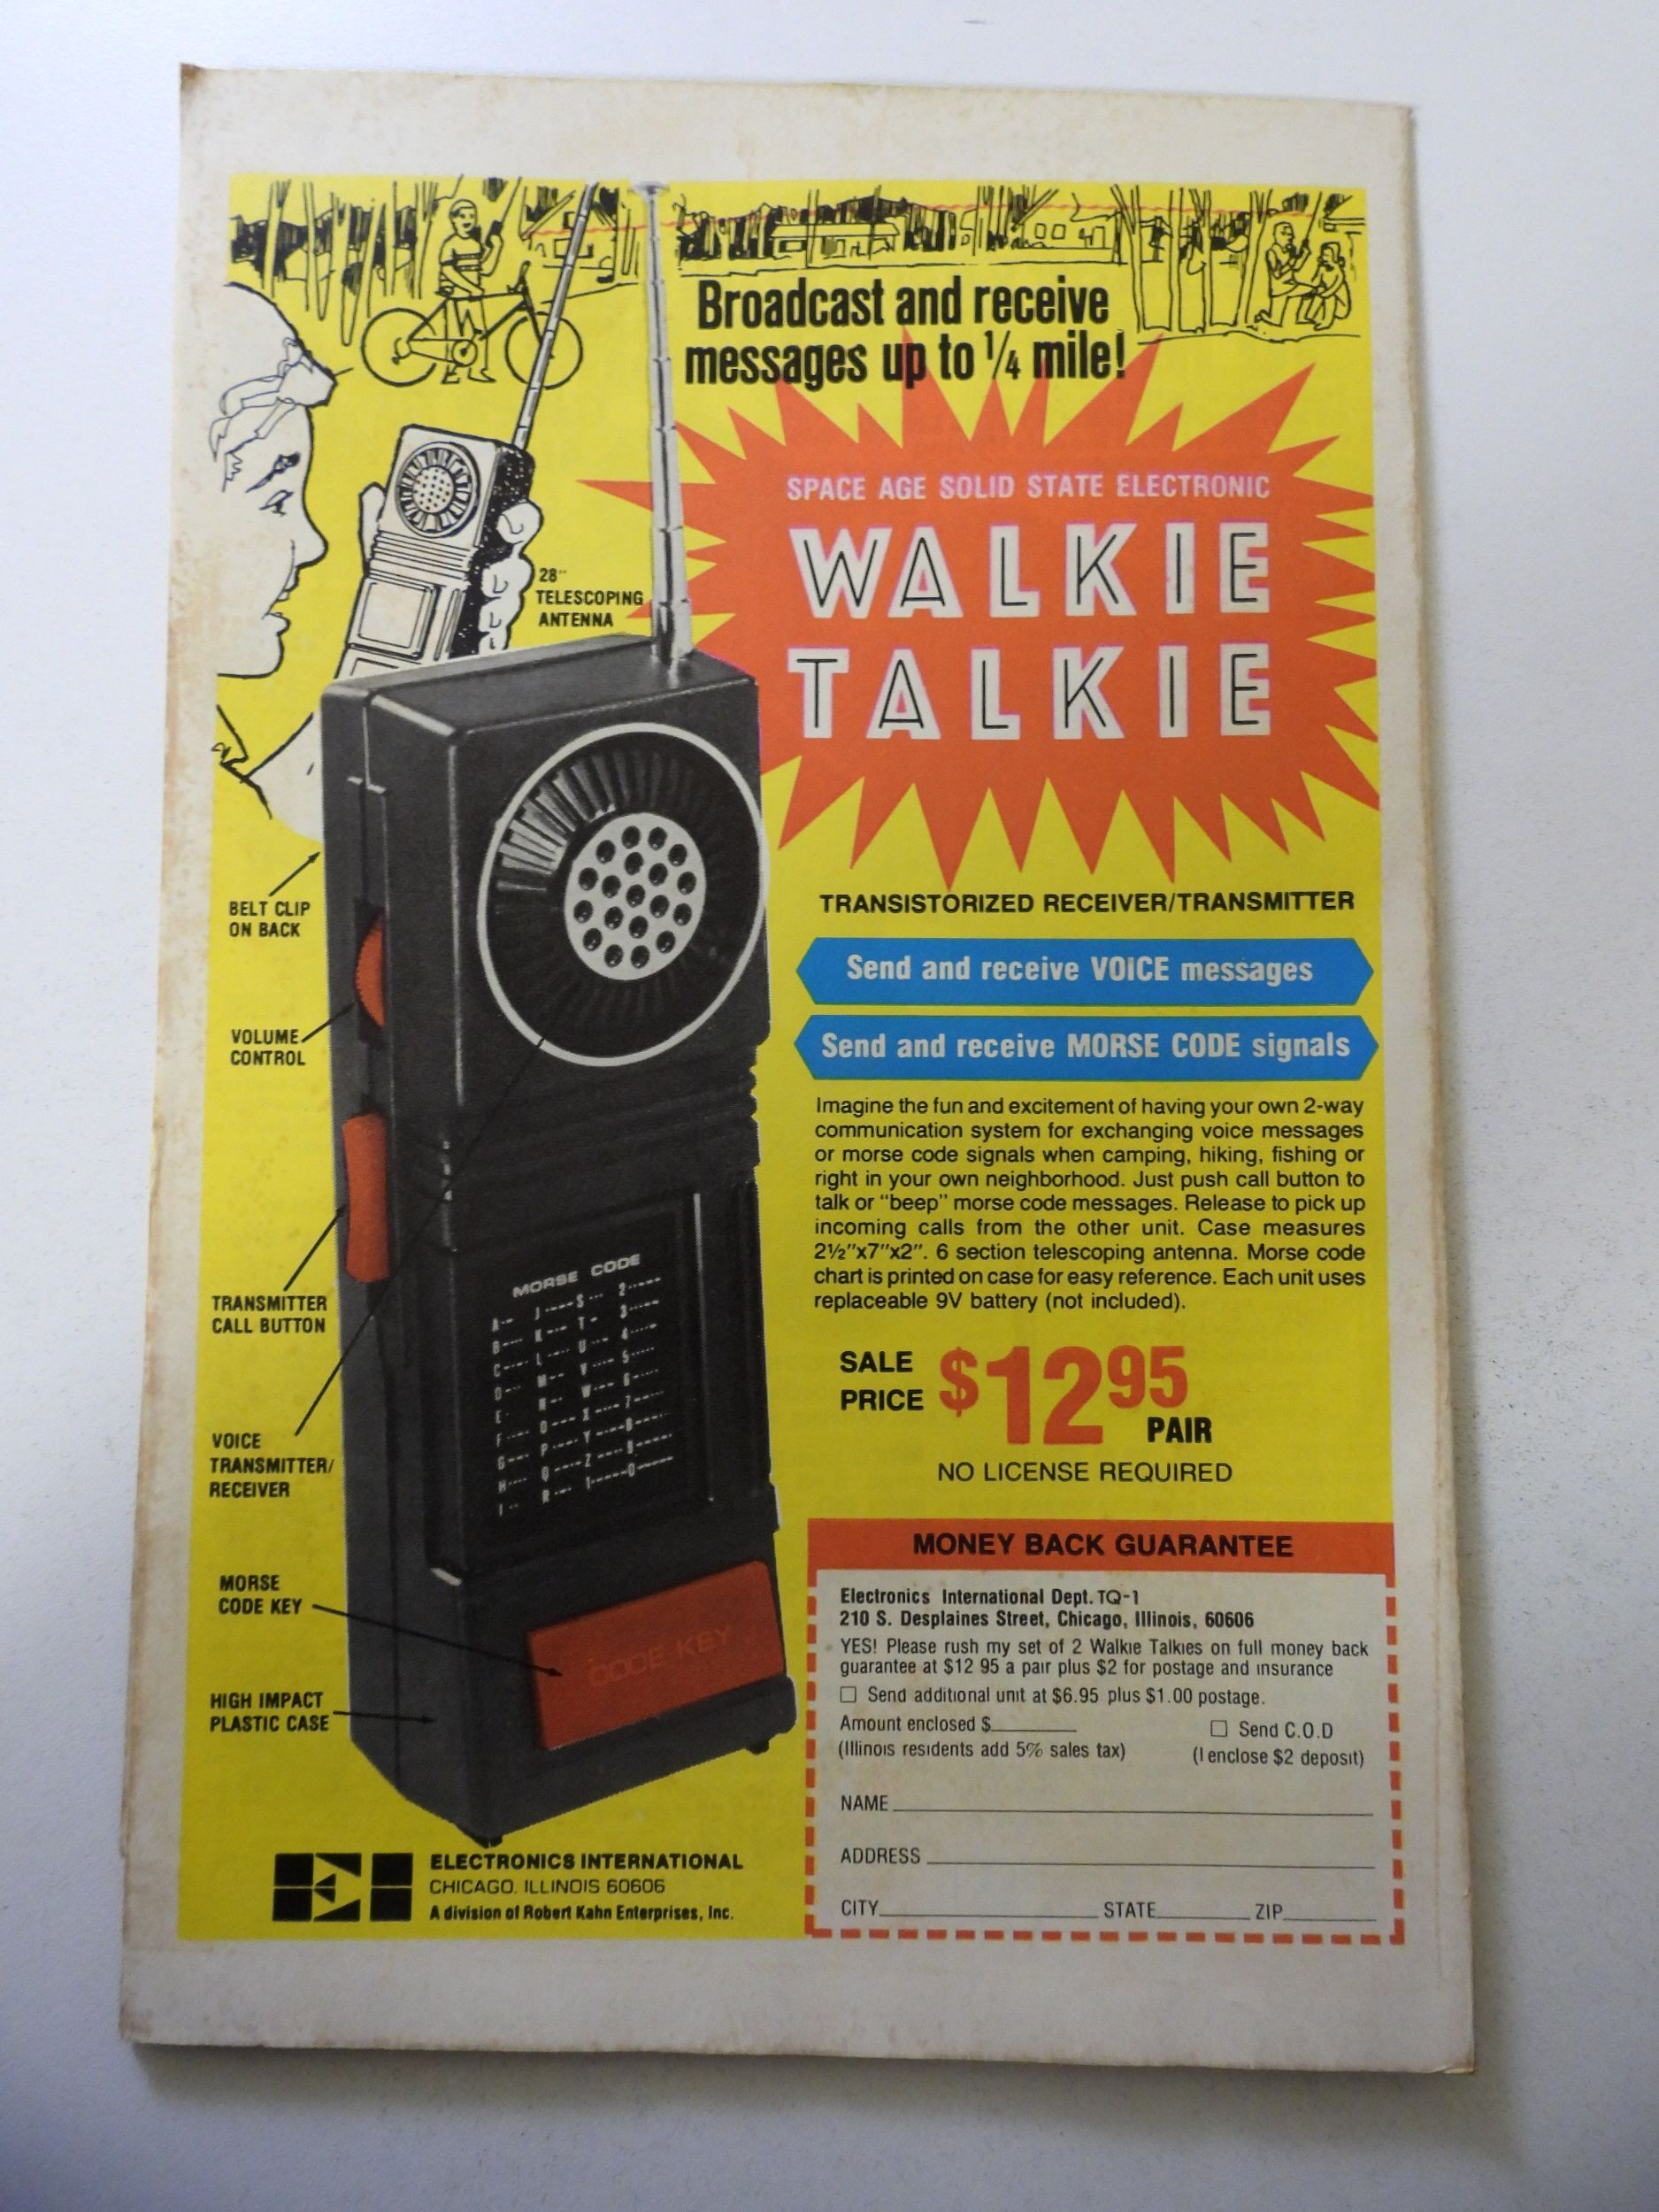 Broadcast and receive
messages up to 1/4 mile!
SPACE AGE SOLID STATE ELECTRONIC
WALKIE
TALKIE
28"
TELESCOPING
ANTENNA
BELT CLIP
ON BACK
VOLUME
CONTROL
TRANSMITTER
CALL BUTTON
VOICE
TRANSMITTER/
RECEIVER
MORSE
CODE KEY
HIGH IMPACT
PLASTIC CASE
MORSE CODE
CODE KEY
TRANSISTORIZED RECEIVER/TRANSMITTER
Send and receive VOICE messages
Send and receive MORSE CODE signals
Imagine the fun and excitement of having your own 2-way
communication system for exchanging voice messages
or morse code signals when camping, hiking, fishing or
right in your own neighborhood. Just push call button to
talk or "beep" morse code messages. Release to pick up
incoming calls from the other unit. Case measures
2½"x7"x2". 6 section telescoping antenna. Morse code
chart is printed on case for easy reference. Each unit uses
replaceable 9V battery (not included).
SALE
PRICE $12 95
PAIR
NO LICENSE REQUIRED
MONEY BACK GUARANTEE
Electronics International Dept. TQ-1
210 S. Desplaines Street, Chicago, Illinois, 60606
YES! Please rush my set of 2 Walkie Talkies on full money back
guarantee at $12 95 a pair plus $2 for postage and insurance
☐ Send additional unit at $6.95 plus $1.00 postage.
Amount enclosed $________ ☐ Send C.O.D
(Illinois residents add 5% sales tax) (I enclose $2 deposit)
NAME
ADDRESS
CITY STATE ZIP
EI
ELECTRONICS INTERNATIONAL
CHICAGO, ILLINOIS 60606
A division of Robert Kahn Enterprises, Inc.